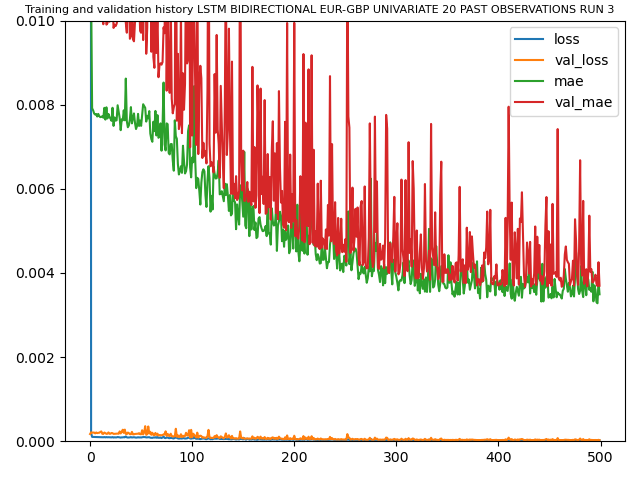 Training and validation history LSTM BIDIRECTIONAL EUR-GBP UNIVARIATE 20 PAST OBSERVATIONS RUN 3
0.010
0.008
0.006
0.004
0.002
0.000
loss
val_loss
mae
val_mae
0
100
200
300
400
500